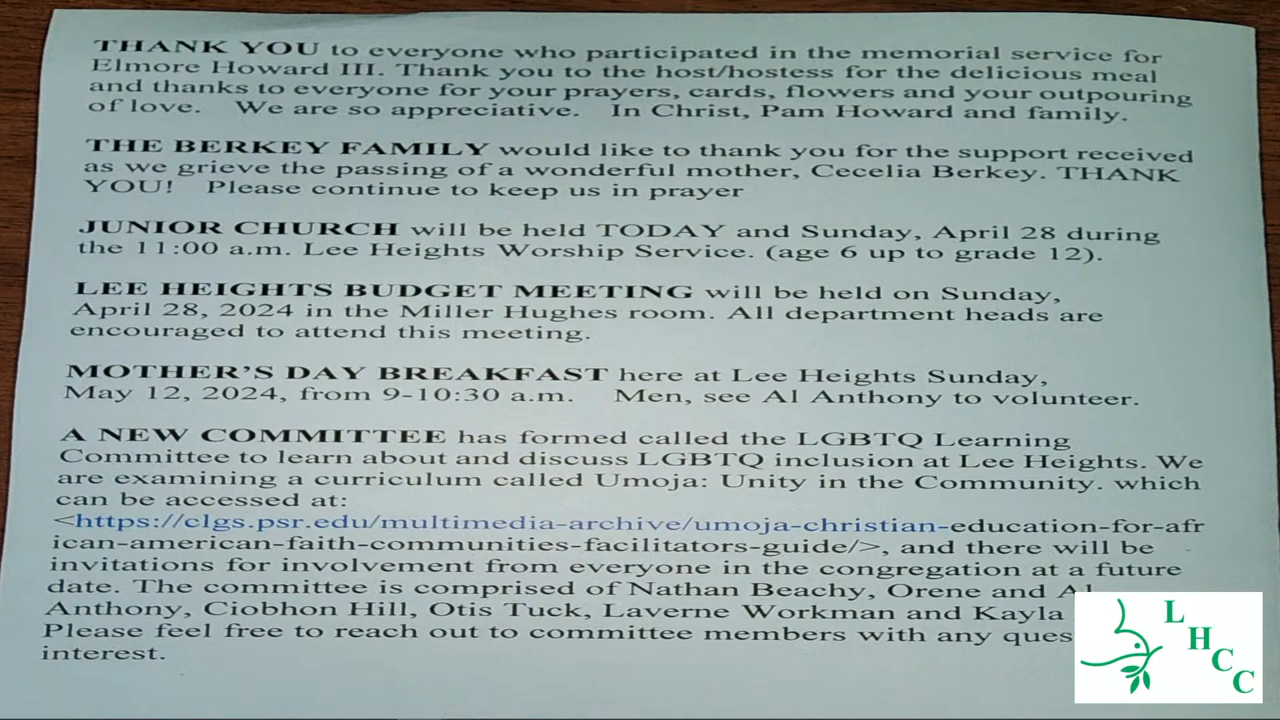 THANK YOU to everyone who participated in the memorial service for
Elmore Howard III. Thank you to the host/hostess for the delicious meal
and thanks to everyone for your prayers, cards, flowers and your outpouring
of love. We are so appreciative. In Christ, Pam Howard and family.
THE BERKEY FAMILY would like to thank you for the support received
as we grieve the passing of a wonderful mother, Cecelia Berkey. THANK
YOU! Please continue to keep us in prayer
JUNIOR CHURCH will be held TODAY and Sunday, April 28 during
the 11:00 a.m. Lee Heights Worship Service. (age 6 up to grade 12).
LEE HEIGHTS BUDGET MEETING will be held on Sunday,
April 28, 2024 in the Miller Hughes room. All department heads are
encouraged to attend this meeting.
MOTHER'S DAY BREAKFAST here at Lee Heights Sunday,
May 12, 2024, from 9-10:30 a.m. Men, see Al Anthony to volunteer.
A NEW COMMITTEE has formed called the LGBTQ Learning
Committee to learn about and discuss LGBTQ inclusion at Lee Heights. We
are examining a curriculum called Umoja: Unity in the Community. which
can be accessed at:
<https://clgs.psr.edu/multimedia-archive/umoja-christian-education-for-afr
ican-american-faith-communities-facilitators-guide/>, and there will be
invitations for involvement from everyone in the congregation at a future
date. The committee is comprised of Nathan Beachy, Orene and Al
Anthony, Ciobhon Hill, Otis Tuck, Laverne Workman and Kayla
Please feel free to reach out to committee members with any
interest.
L
H
C
C